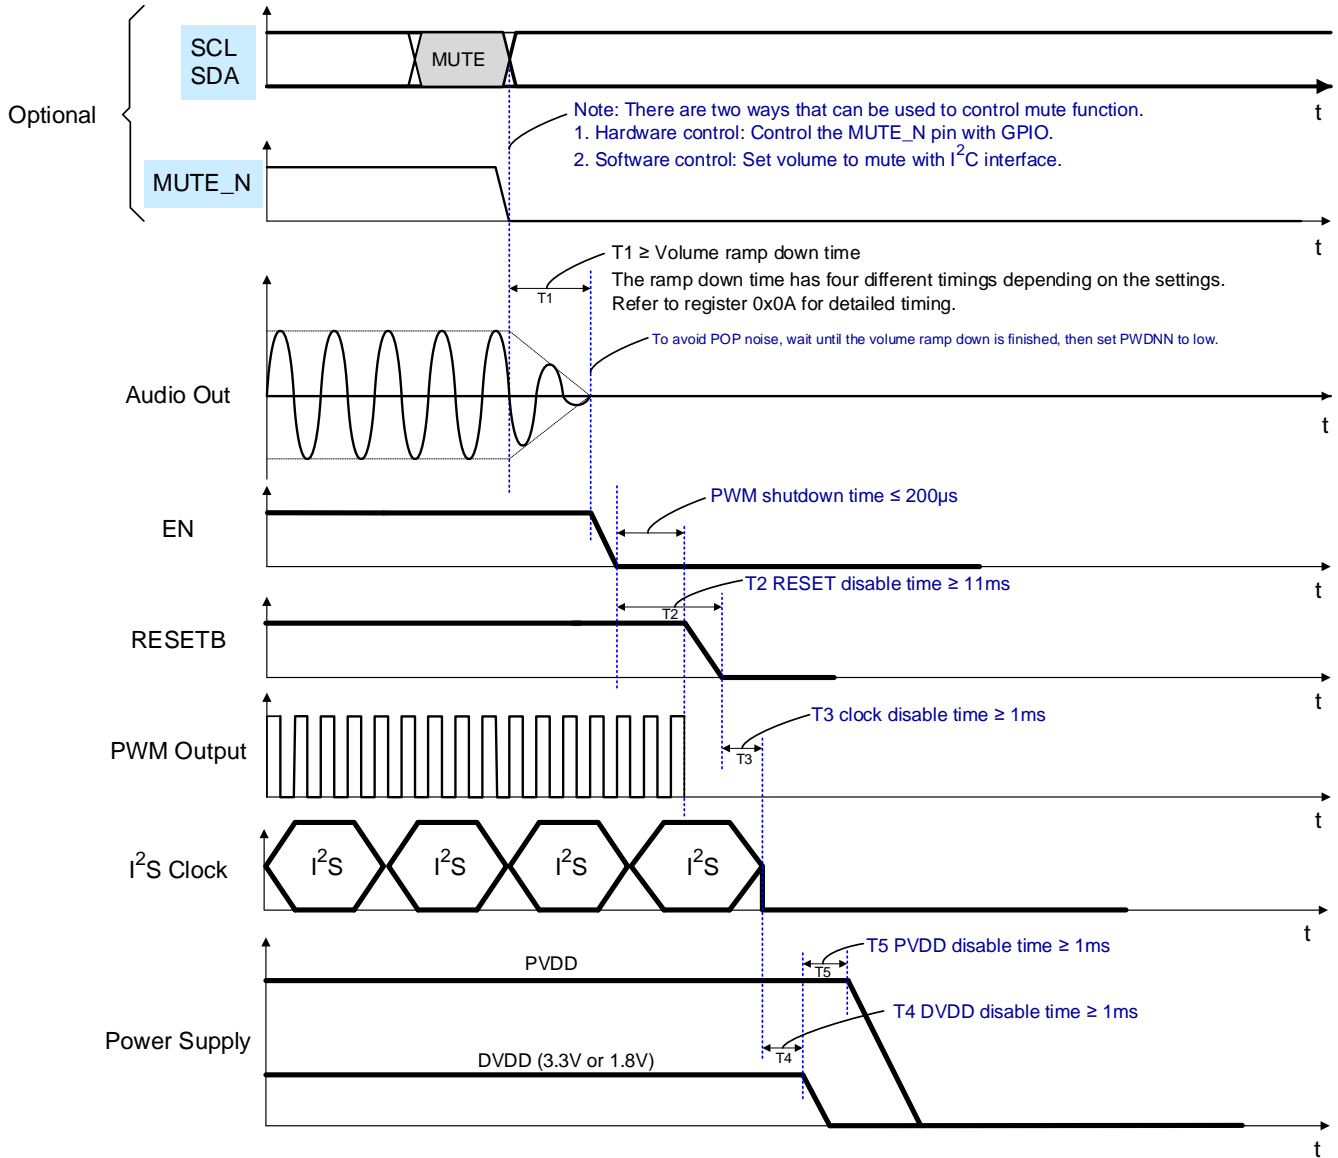 SCL
SDA
MUTE
t
Optional
Note: There are two ways that can be used to control mute function.
1. Hardware control: Control the MUTE_N pin with GPIO.
2. Software control: Set volume to mute with I²C interface.
MUTE_N
t
T1 ≥ Volume ramp down time
The ramp down time has four different timings depending on the settings.
Refer to register 0x0A for detailed timing.
T1
To avoid POP noise, wait until the volume ramp down is finished, then set PWDNN to low.
Audio Out
t
PWM shutdown time ≤ 200µs
EN
t
T2 RESET disable time ≥ 11ms
T2
RESETB
t
T3 clock disable time ≥ 1ms
PWM Output
T3
t
I²S Clock
I²S
I²S
I²S
I²S
t
T5 PVDD disable time ≥ 1ms
PVDD
T5
T4 DVDD disable time ≥ 1ms
Power Supply
T4
DVDD (3.3V or 1.8V)
t